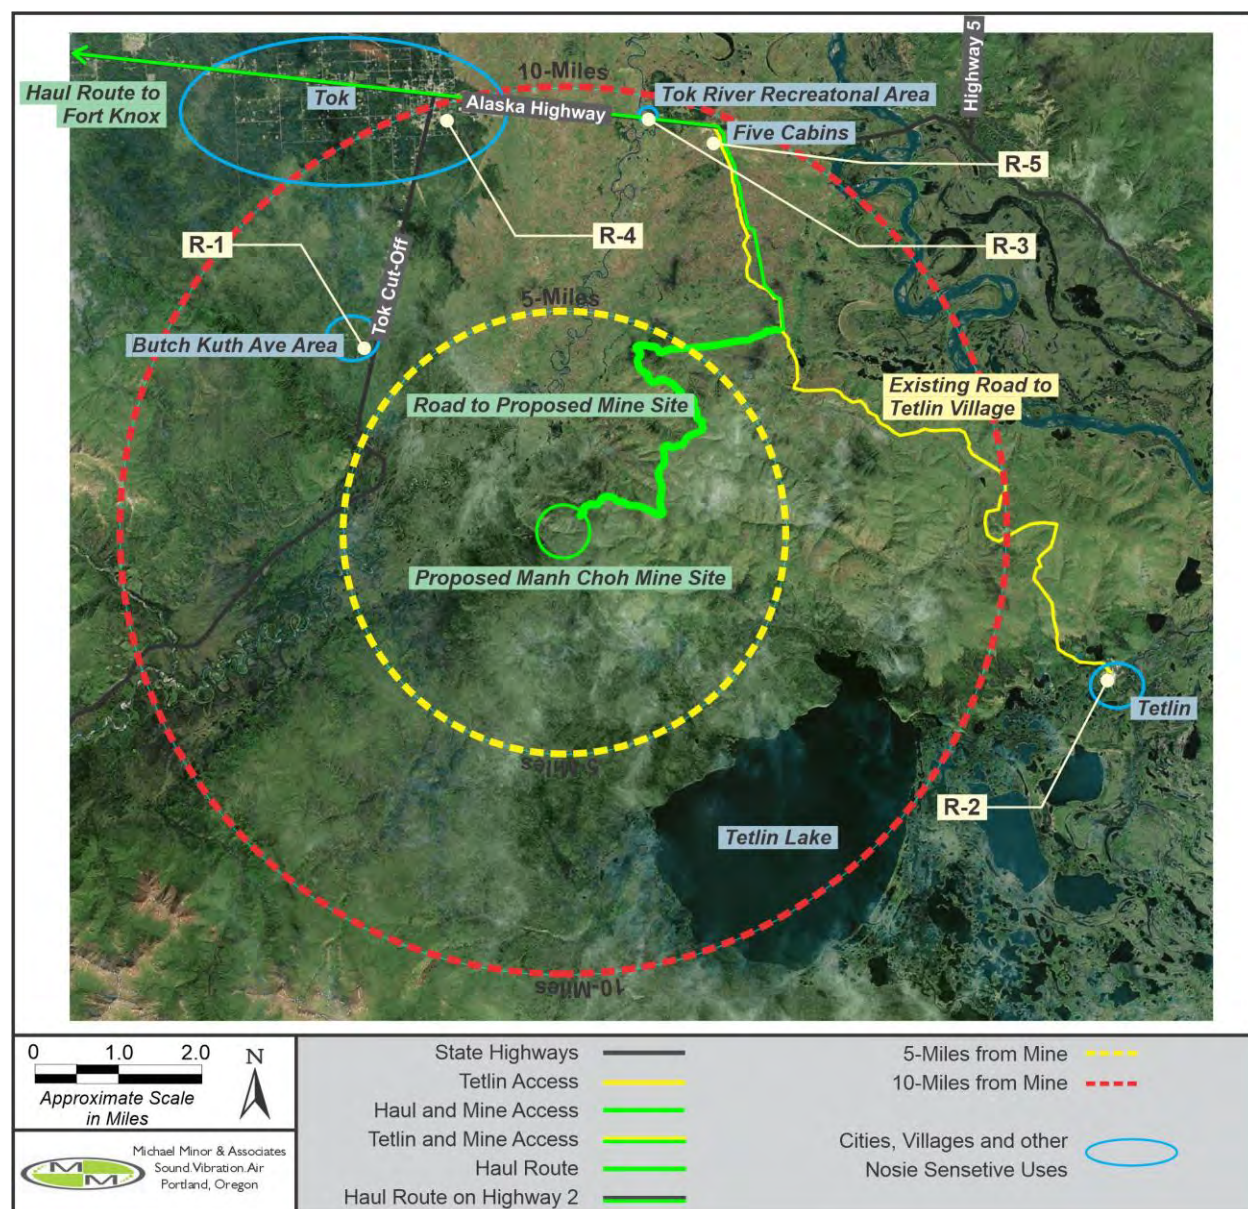 Highway 5
10-Miles
Haul Route to
Fort Knox
Tok
Alaska Highway
Tok River Recreatonal Area
Five Cabins
R-5
R-1
R-4
R-3
Tok Cut-Off
5-Miles
Butch Kuth Ave Area
Existing Road to
Tetlin Village
Road to Proposed Mine Site
Proposed Manh Choh Mine Site
Tetlin
5-Miles
R-2
Tetlin Lake
10-Miles
0 1.0 2.0
Approximate Scale
in Miles
N
MM
Michael Minor & Associates
Sound.Vibration.Air
Portland, Oregon
State Highways
Tetlin Access
Haul and Mine Access
Tetlin and Mine Access
Haul Route
Haul Route on Highway 2
5-Miles from Mine
10-Miles from Mine
Cities, Villages and other
Nosie Sensetive Uses